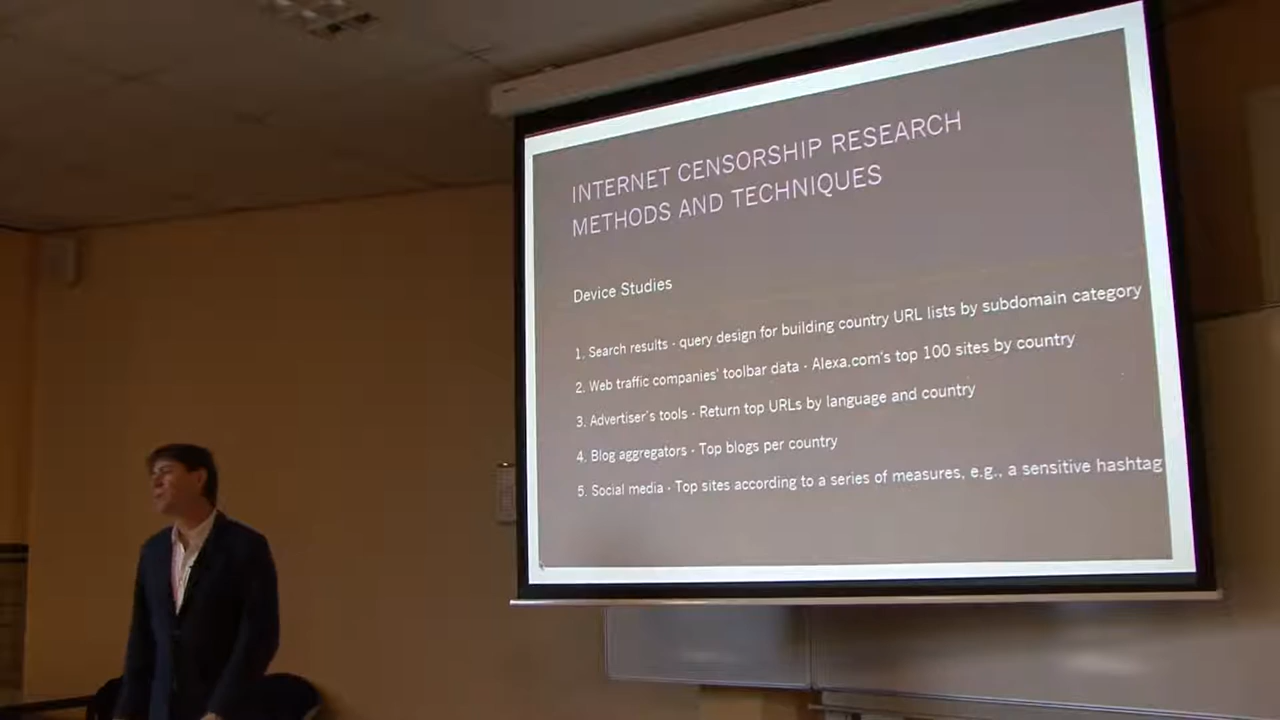 INTERNET CENSORSHIP RESEARCH
METHODS AND TECHNIQUES
Device Studies
1. Search results - query design for building country URL lists by subdomain category
2. Web traffic companies' toolbar data - Alexa.com's top 100 sites by country
3. Advertiser's tools - Return top URLs by language and country
4. Blog aggregators - Top blogs per country
5. Social media - Top sites according to a series of measures, e.g., a sensitive hashtag